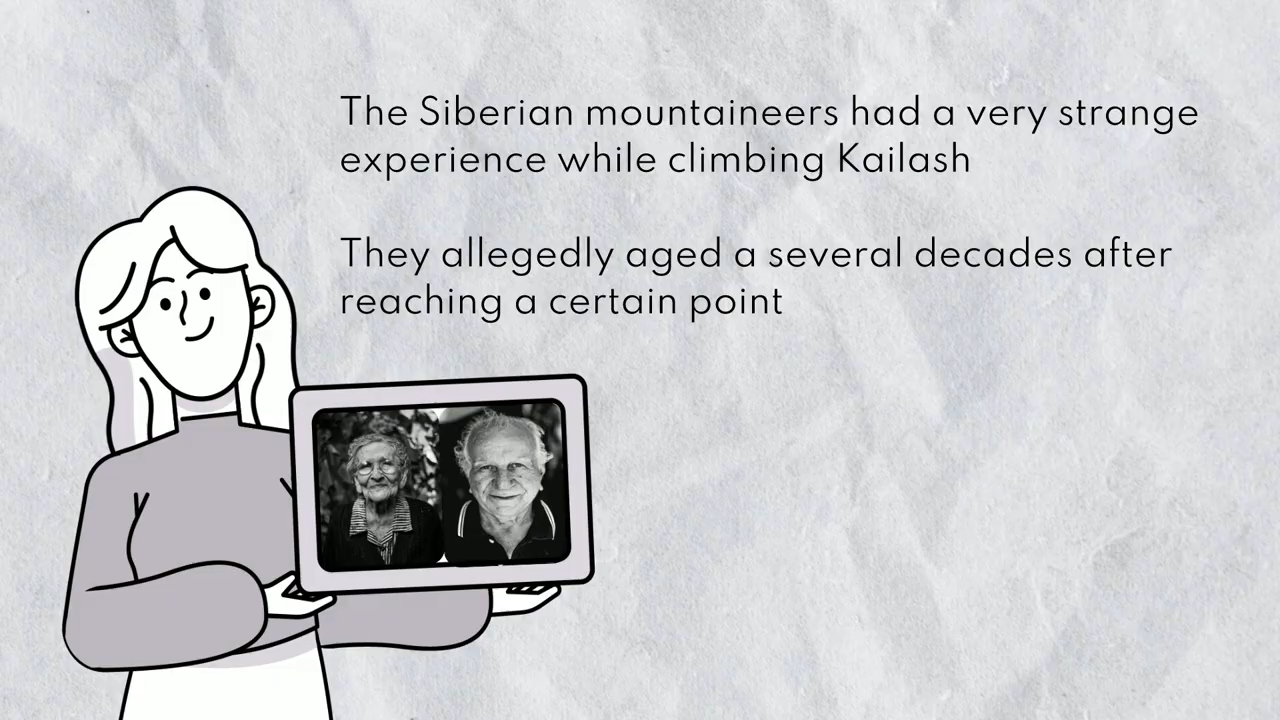 The Siberian mountaineers had a very strange
experience while climbing Kailash
They allegedly aged a several decades after
reaching a certain point